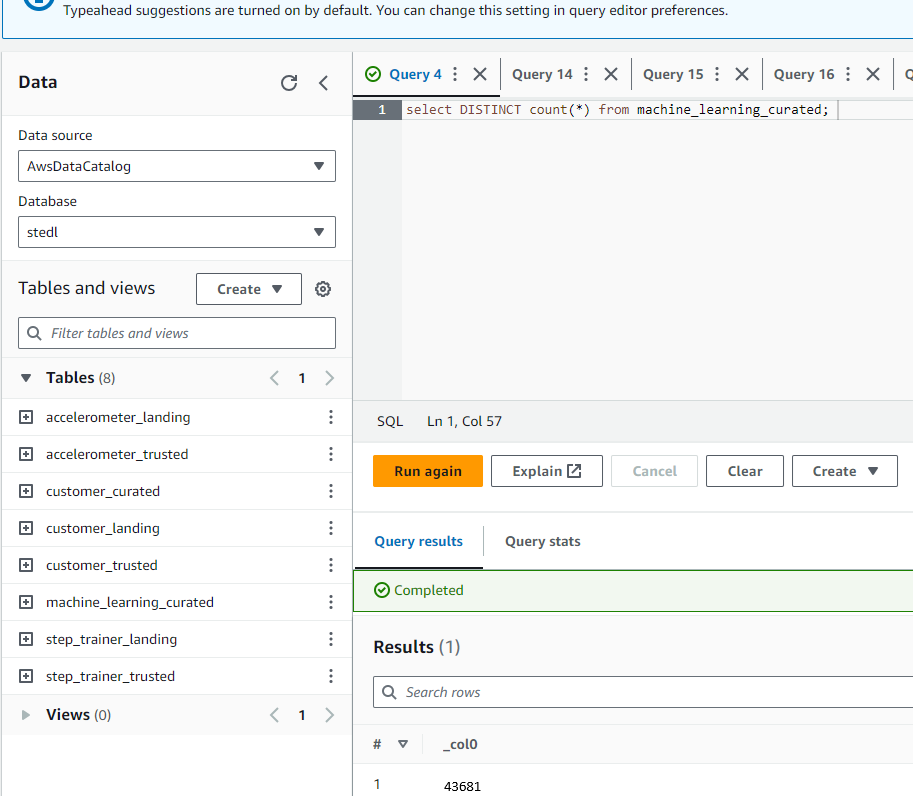 Typeahead suggestions are turned on by default. You can change this setting in query editor preferences.
Data
Data source
AwsDataCatalog
Database
stedl
Tables and views
Create
Filter tables and views
Tables (8)
1
accelerometer_landing
accelerometer_trusted
customer_curated
customer_landing
customer_trusted
machine_learning_curated
step_trainer_landing
step_trainer_trusted
Views (0)
1
Query 4
Query 14
Query 15
Query 16
1 select DISTINCT count(*) from machine_learning_curated;
SQL Ln 1, Col 57
Run again
Explain
Cancel
Clear
Create
Query results
Query stats
Completed
Results (1)
Search rows
# _col0
1 43681